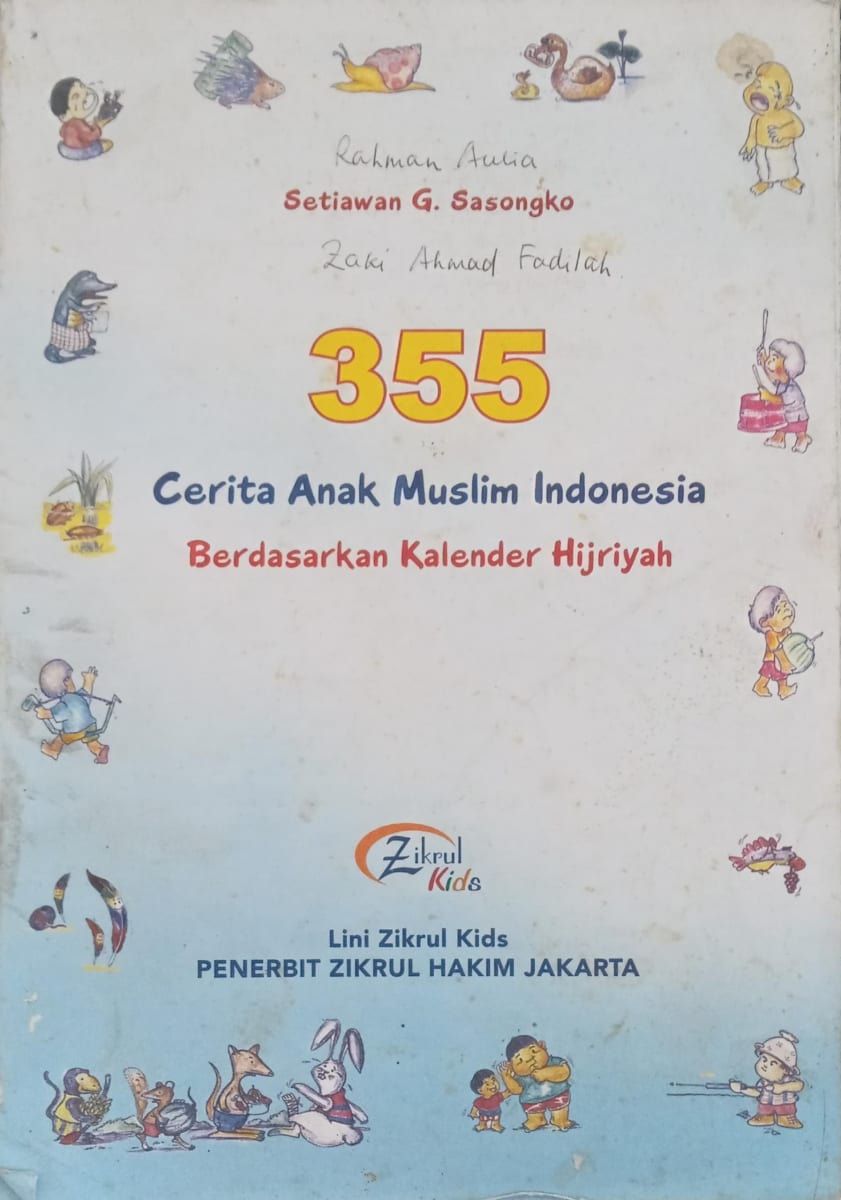 Rahman Aulia
Setiawan G. Sasongko
Zaki Ahmad Fadilah
355
Cerita Anak Muslim Indonesia
Berdasarkan Kalender Hijriyah
Zikrul
Kids
Lini Zikrul Kids
PENERBIT ZIKRUL HAKIM JAKARTA